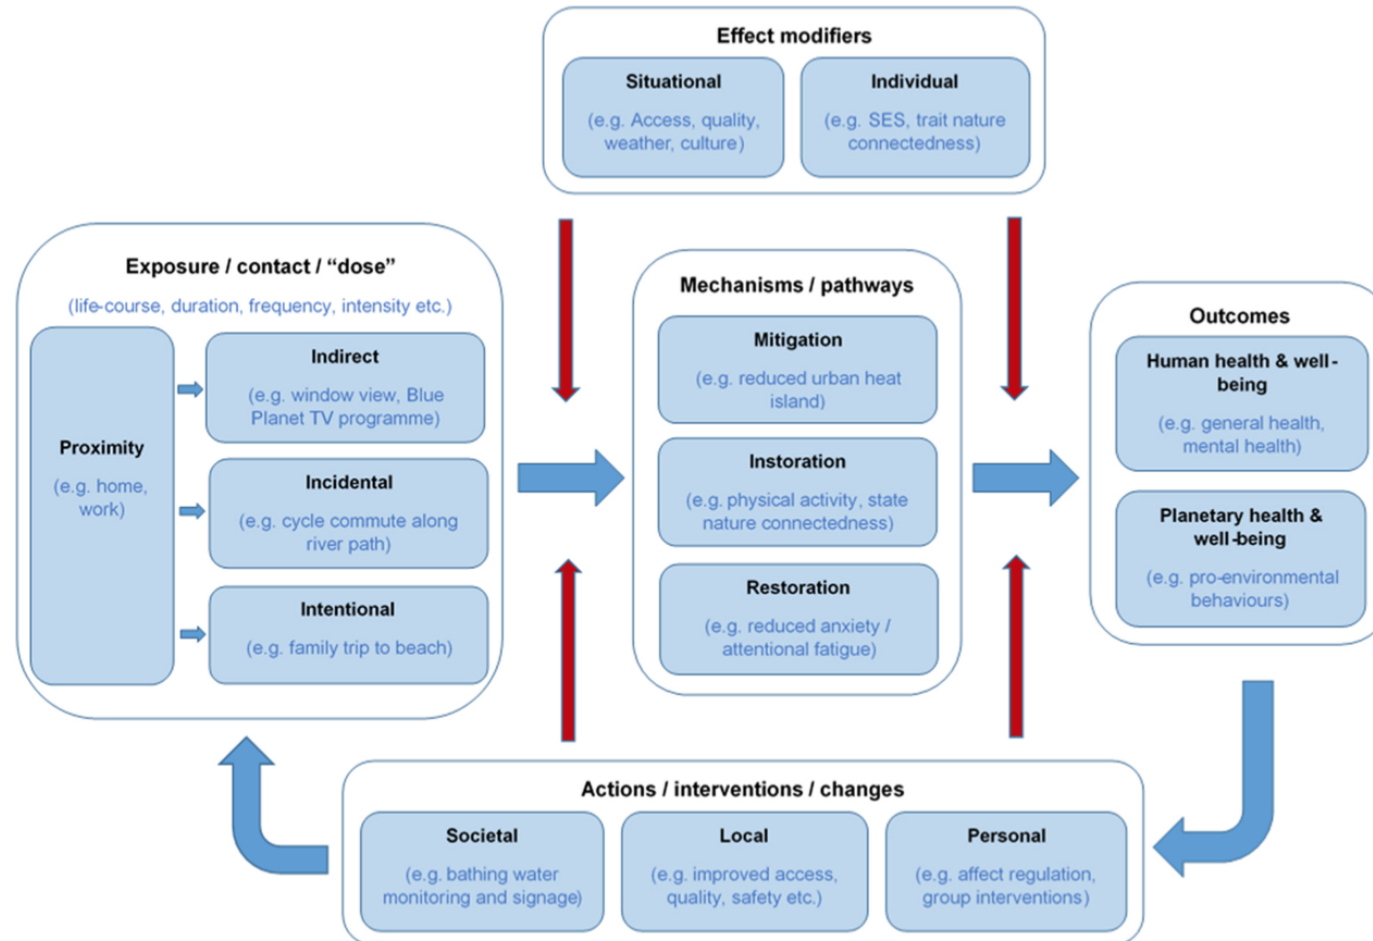 Effect modifiers
Situational
(e.g. Access, quality,
weather, culture)
Individual
(e.g. SES, trait nature
connectedness)
Exposure / contact / “dose”
(life-course, duration, frequency, intensity etc.)
Proximity
(e.g. home,
work)
Indirect
(e.g. window view, Blue
Planet TV programme)
Incidental
(e.g. cycle commute along
river path)
Intentional
(e.g. family trip to beach)
Mechanisms / pathways
Mitigation
(e.g. reduced urban heat
island)
Instoration
(e.g. physical activity, state
nature connectedness)
Restoration
(e.g. reduced anxiety /
attentional fatigue)
Outcomes
Human health & well-
being
(e.g. general health,
mental health)
Planetary health &
well-being
(e.g. pro-environmental
behaviours)
Actions / interventions / changes
Societal
(e.g. bathing water
monitoring and signage)
Local
(e.g. improved access,
quality, safety etc.)
Personal
(e.g. affect regulation,
group interventions)